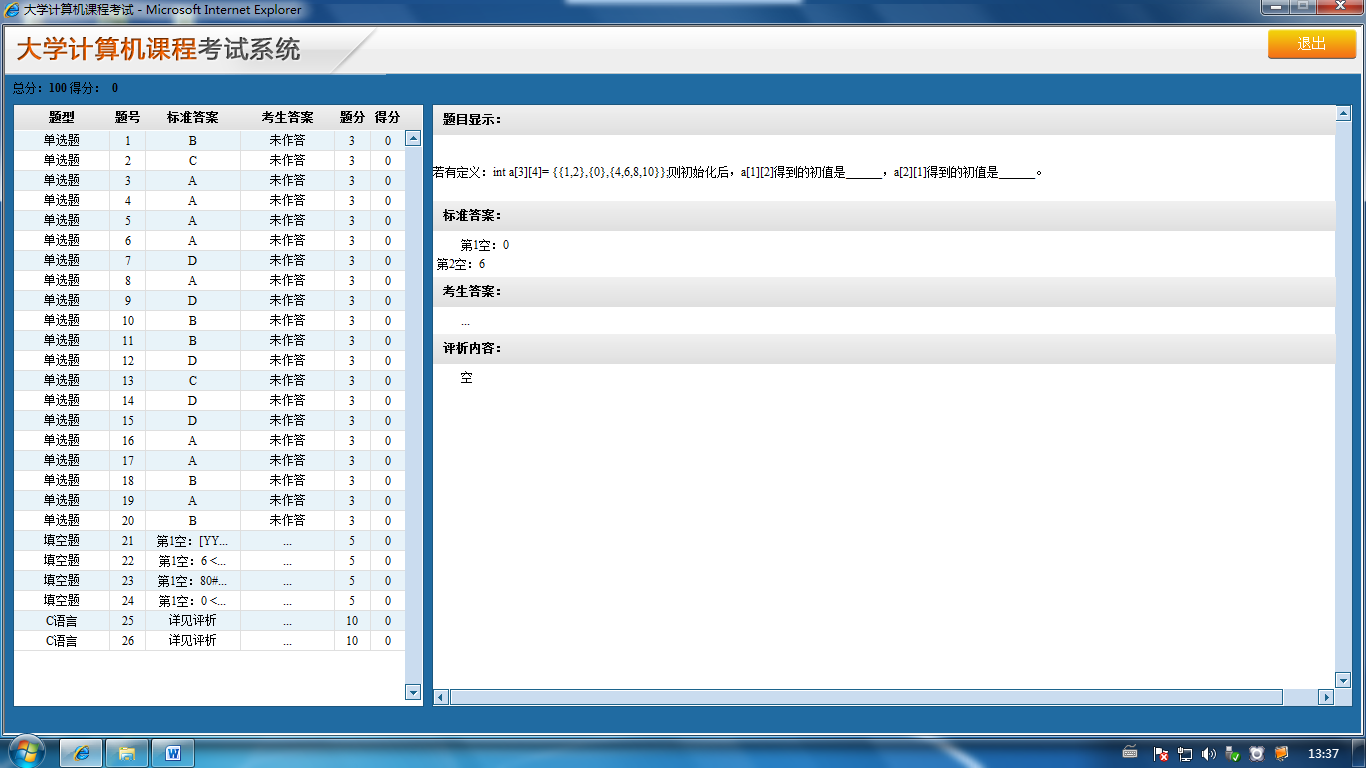 大学计算机课程考试 - Microsoft Internet Explorer
大学计算机课程考试系统
退出
总分：100 得分： 0
题型 题号 标准答案 考生答案 题分 得分
单选题 1 B 未作答 3 0
单选题 2 C 未作答 3 0
单选题 3 A 未作答 3 0
单选题 4 A 未作答 3 0
单选题 5 A 未作答 3 0
单选题 6 A 未作答 3 0
单选题 7 D 未作答 3 0
单选题 8 A 未作答 3 0
单选题 9 D 未作答 3 0
单选题 10 B 未作答 3 0
单选题 11 B 未作答 3 0
单选题 12 D 未作答 3 0
单选题 13 C 未作答 3 0
单选题 14 D 未作答 3 0
单选题 15 D 未作答 3 0
单选题 16 A 未作答 3 0
单选题 17 A 未作答 3 0
单选题 18 B 未作答 3 0
单选题 19 A 未作答 3 0
单选题 20 B 未作答 3 0
填空题 21 第1空：[YY... ... 5 0
填空题 22 第1空：6 <... ... 5 0
填空题 23 第1空：80#... ... 5 0
填空题 24 第1空：0 <... ... 5 0
C语言 25 详见评析 ... 10 0
C语言 26 详见评析 ... 10 0
题目显示：
若有定义：int a[3][4]= {{1,2},{0},{4,6,8,10}};则初始化后，a[1][2]得到的初值是______，a[2][1]得到的初值是______。
标准答案：
第1空：0
第2空：6
考生答案：
...
评析内容：
空
13:37